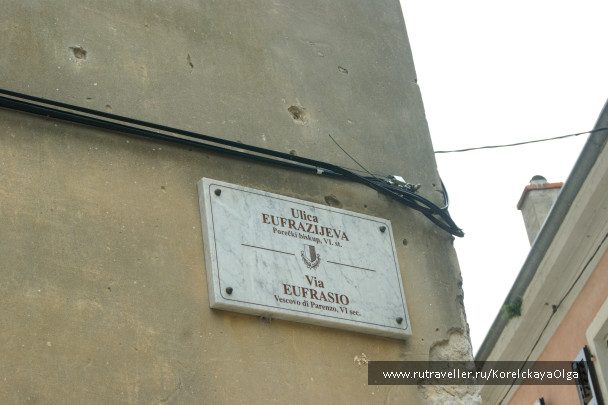 Ulica
EUFRAZIJEVA
Porečki biskup, VI. st.
Via
EUFRASIO
Vescovo di Parenzo, VI sec.
www.rutraveller.ru/KorelckayaOlga